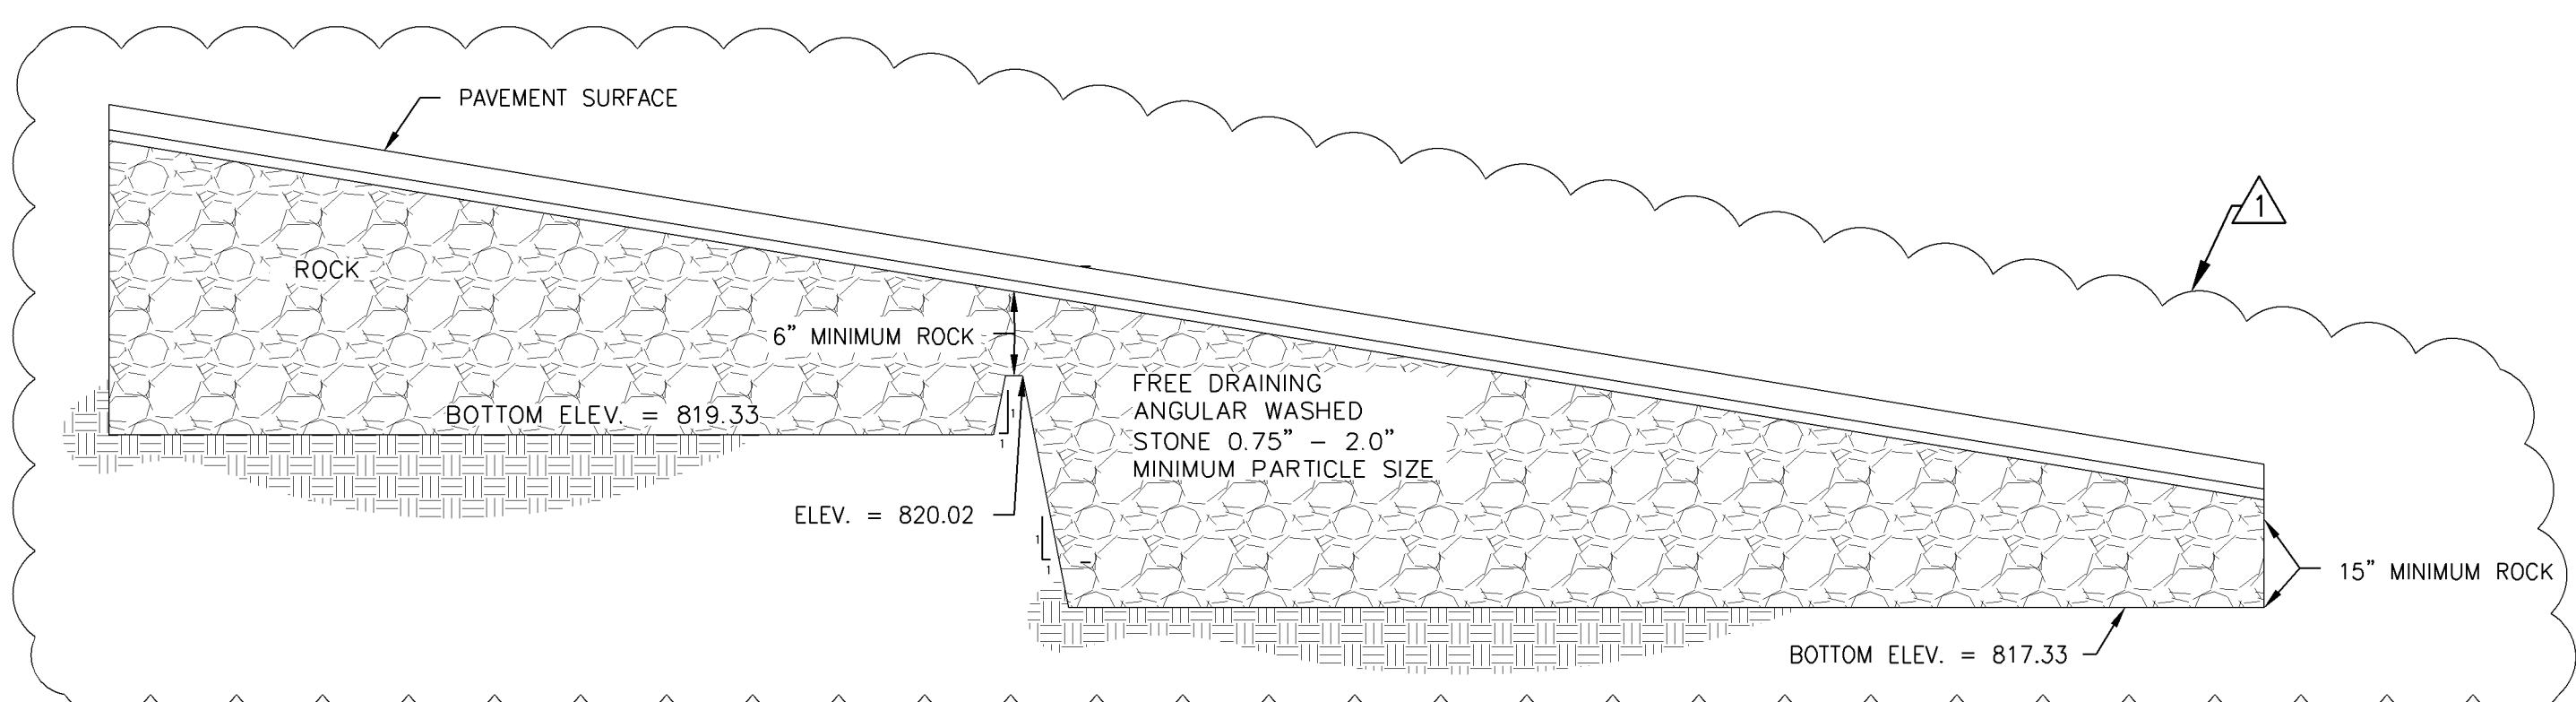 PAVEMENT SURFACE
1
ROCK
6" MINIMUM ROCK
FREE DRAINING
ANGULAR WASHED
STONE 0.75" - 2.0"
MINIMUM PARTICLE SIZE
BOTTOM ELEV. = 819.33
1
1
ELEV. = 820.02
1
1
15" MINIMUM ROCK
BOTTOM ELEV. = 817.33